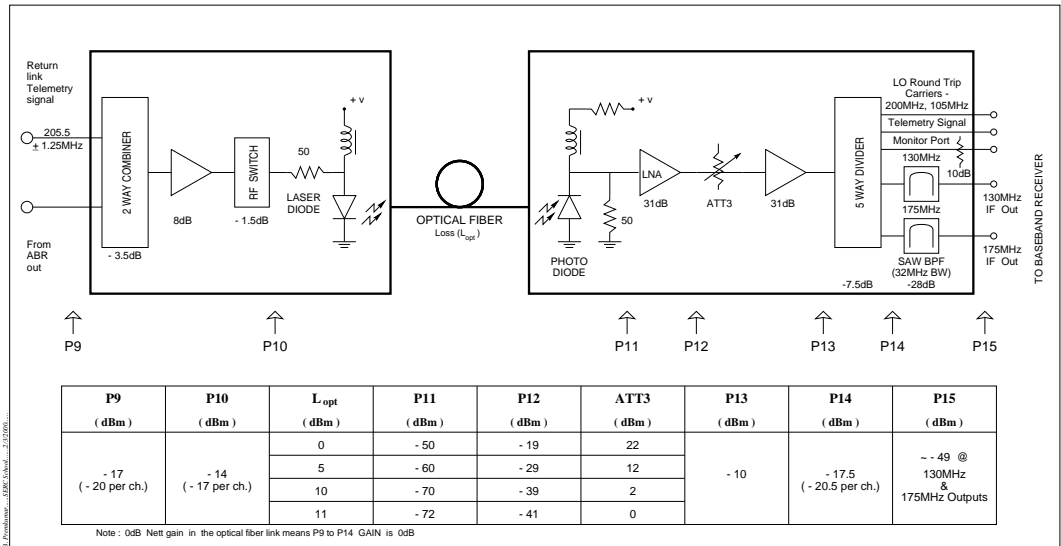 Return
link
Telemetry
signal
205.5
± 1.25MHz
From
ABR
out
2 WAY COMBINER
- 3.5dB
8dB
RF SWITCH
- 1.5dB
50
+ v
LASER
DIODE
OPTICAL FIBER
Loss (Lopt )
+ v
PHOTO
DIODE
50
LNA
31dB
ATT3
31dB
5 WAY DIVIDER
-7.5dB
LO Round Trip
Carriers -
200MHz, 105MHz
Telemetry Signal
Monitor Port
10dB
130MHz
175MHz
SAW BPF
(32MHz BW)
-28dB
130MHz
IF Out
175MHz
IF Out
TO BASEBAND RECEIVER
P9 P10 P11 P12 P13 P14 P15
P9 P10 Lopt P11 P12 ATT3 P13 P14 P15
( dBm ) ( dBm ) ( dBm ) ( dBm ) ( dBm ) ( dBm ) ( dBm ) ( dBm ) ( dBm )
- 17
( - 20 per ch.)
- 14
( - 17 per ch.)
0 - 50 - 19 22
5 - 60 - 29 12
10 - 70 - 39 2
11 - 72 - 41 0
- 10
- 17.5
( - 20.5 per ch.)
~ - 49 @
130MHz
&
175MHz Outputs
Note : 0dB Nett gain in the optical fiber link means P9 to P14 GAIN is 0dB